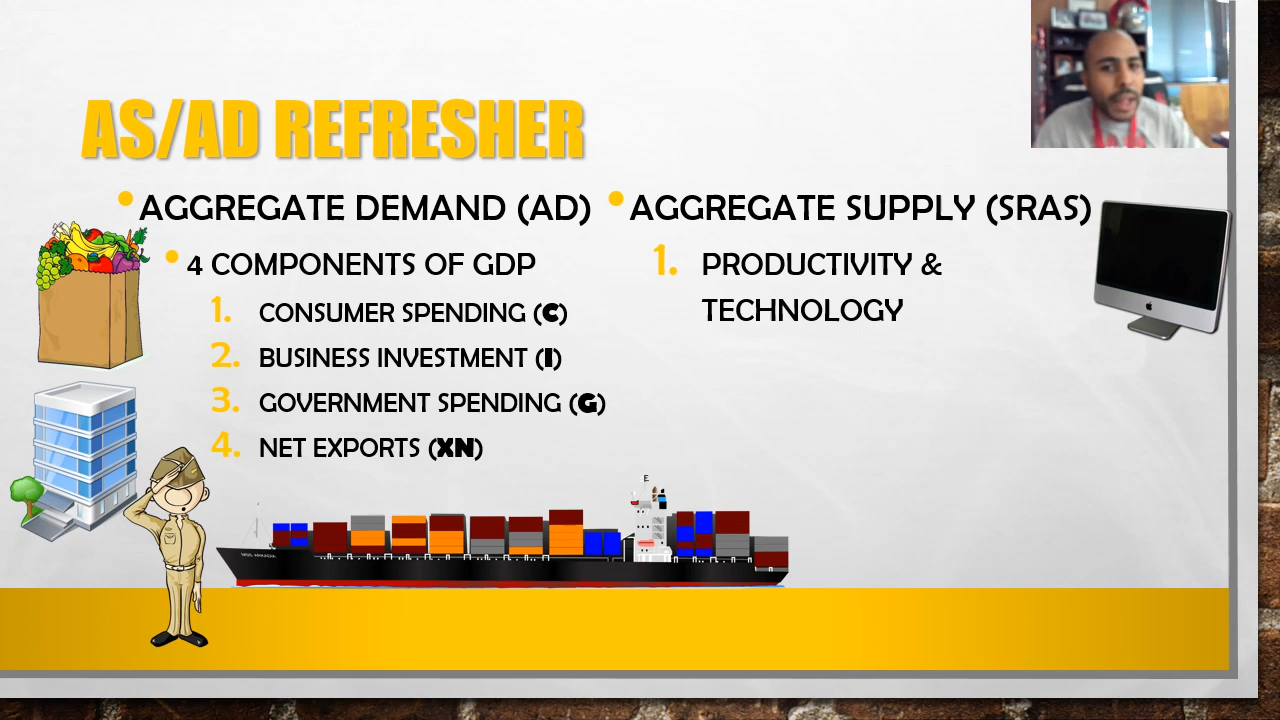 AS/AD REFRESHER
• AGGREGATE DEMAND (AD)
• 4 COMPONENTS OF GDP
1. CONSUMER SPENDING (C)
2. BUSINESS INVESTMENT (I)
3. GOVERNMENT SPENDING (G)
4. NET EXPORTS (XN)
• AGGREGATE SUPPLY (SRAS)
1. PRODUCTIVITY &
TECHNOLOGY
E